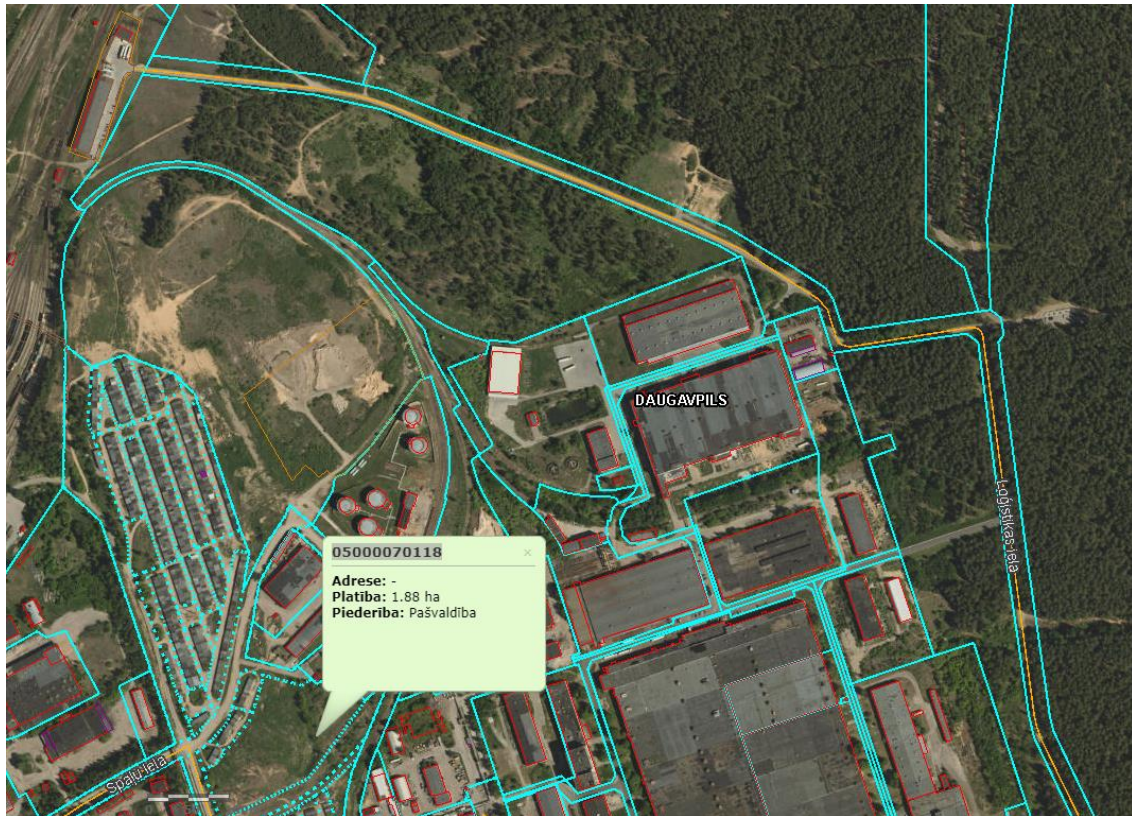 DAUGAVPILS
Loģistikas iela
05000070118
×
Adrese: -
Platība: 1.88 ha
Piederība: Pašvaldība
Spaļu iela